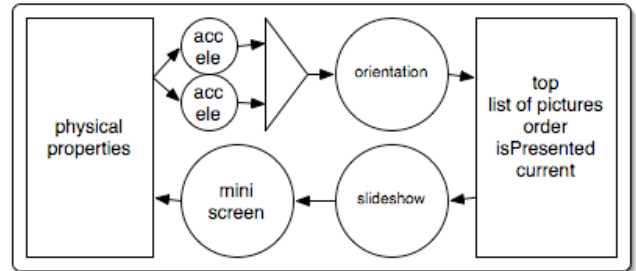 physical
properties
acc
ele
acc
ele
orientation
top
list of pictures
order
isPresented
current
mini
screen
slideshow